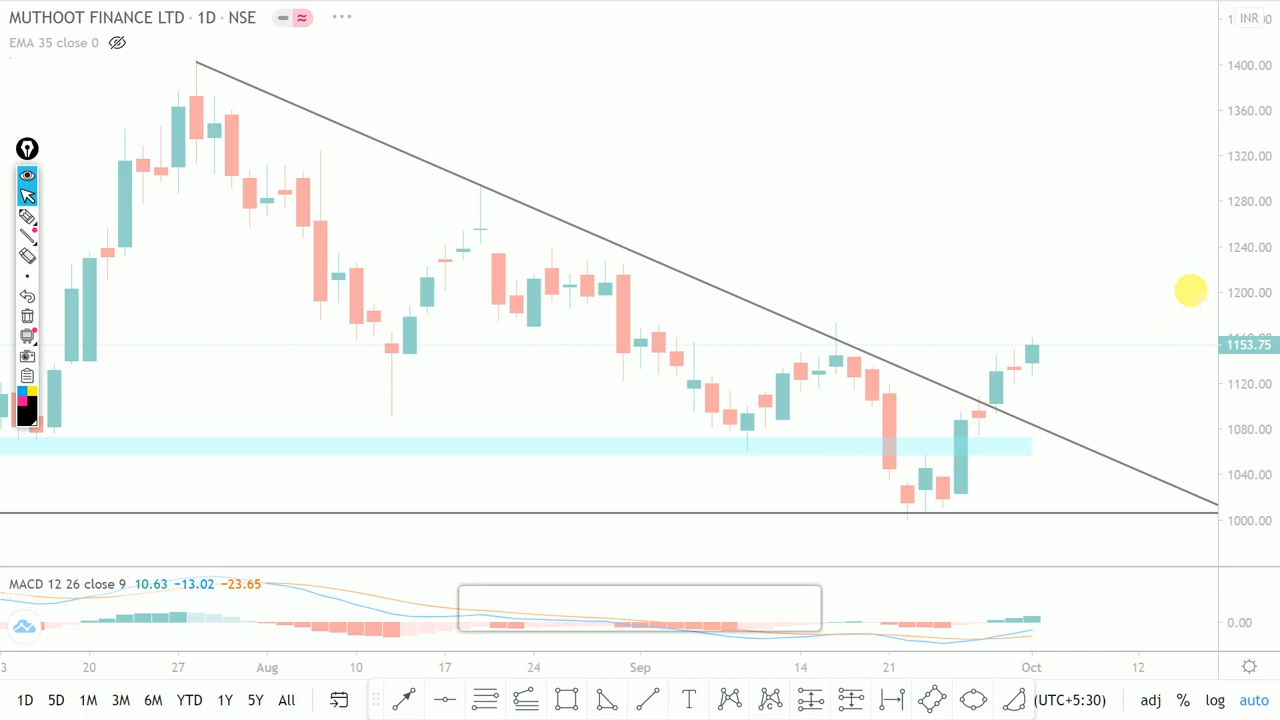 MUTHOOT FINANCE LTD · 1D · NSE
EMA 35 close 0
INR
1400.00
1360.00
1320.00
1280.00
1240.00
1200.00
1153.75
1120.00
1080.00
1040.00
1000.00
MACD 12 26 close 9 10.63 −13.02 −23.65
0.00
3 20 27 Aug 10 17 24 Sep 14 21 Oct 12
1D 5D 1M 3M 6M YTD 1Y 5Y All T C (UTC+5:30) adj % log auto